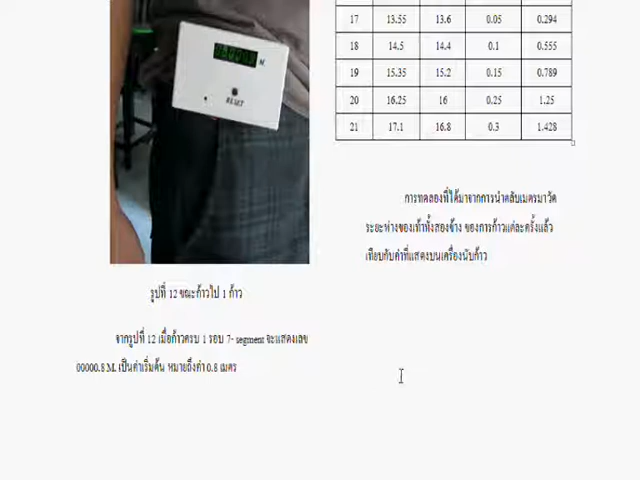 M
RESET
รูปที่ 12 ขณะก้าวไป 1 ก้าว
จากรูปที่ 12 เมื่อก้าวครบ 1 รอบ 7- segment จะแสดงเลข
00000.8 M. เป็นค่าเริ่มต้น หมายถึงค่า 0.8 เมตร
17 13.55 13.6 0.05 0.294
18 14.5 14.4 0.1 0.555
19 15.35 15.2 0.15 0.789
20 16.25 16 0.25 1.25
21 17.1 16.8 0.3 1.428
การทดลองที่ได้มาจากการนำตลับเมตรมาวัด
ระยะห่างของเท้าทั้งสองข้าง ของการก้าวแต่ละครั้งแล้ว
เทียบกับค่าที่แสดงบนเครื่องนับก้าว